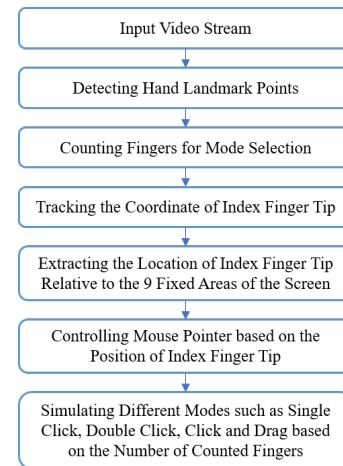 Input Video Stream
Detecting Hand Landmark Points
Counting Fingers for Mode Selection
Tracking the Coordinate of Index Finger Tip
Extracting the Location of Index Finger Tip
Relative to the 9 Fixed Areas of the Screen
Controlling Mouse Pointer based on the
Position of Index Finger Tip
Simulating Different Modes such as Single
Click, Double Click, Click and Drag based
on the Number of Counted Fingers